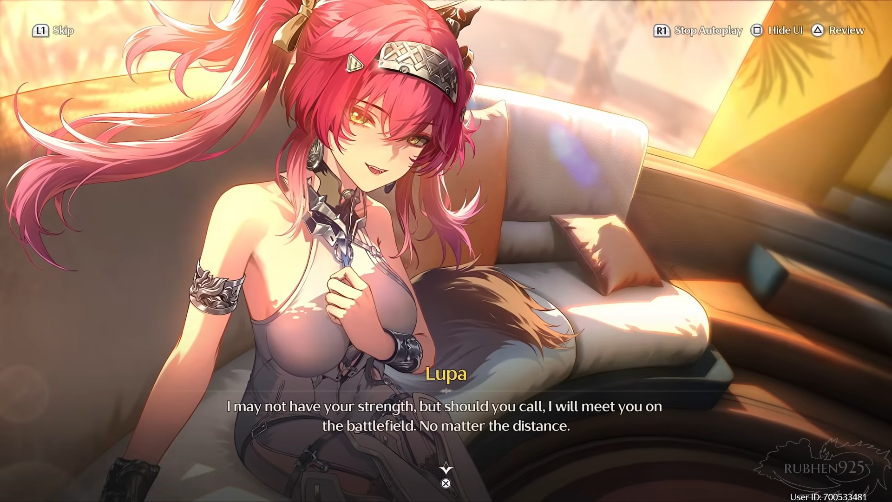 L1 Skip
R1 Stop Autoplay Hide UI Review
Lupa
I may not have your strength, but should you call, I will meet you on
the battlefield. No matter the distance.
RUBHEN925
User ID: 700533481